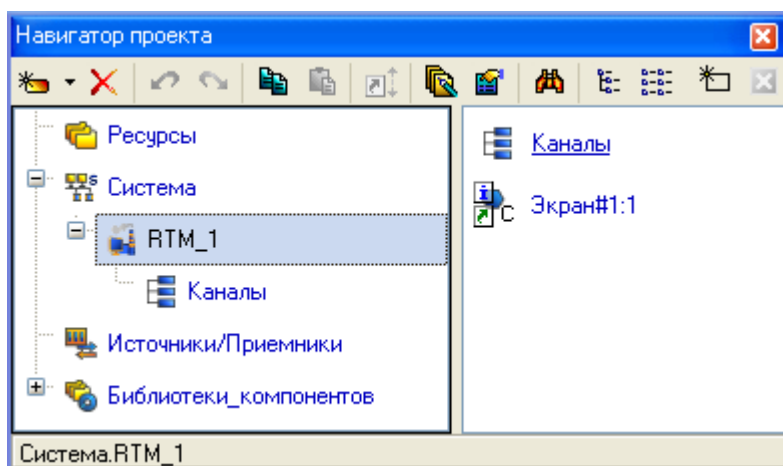 Навигатор проекта
Ресурсы
Система
RTM_1
Каналы
Источники/Приемники
Библиотеки_компонентов
Каналы
Экран#1:1
Система.RTM_1